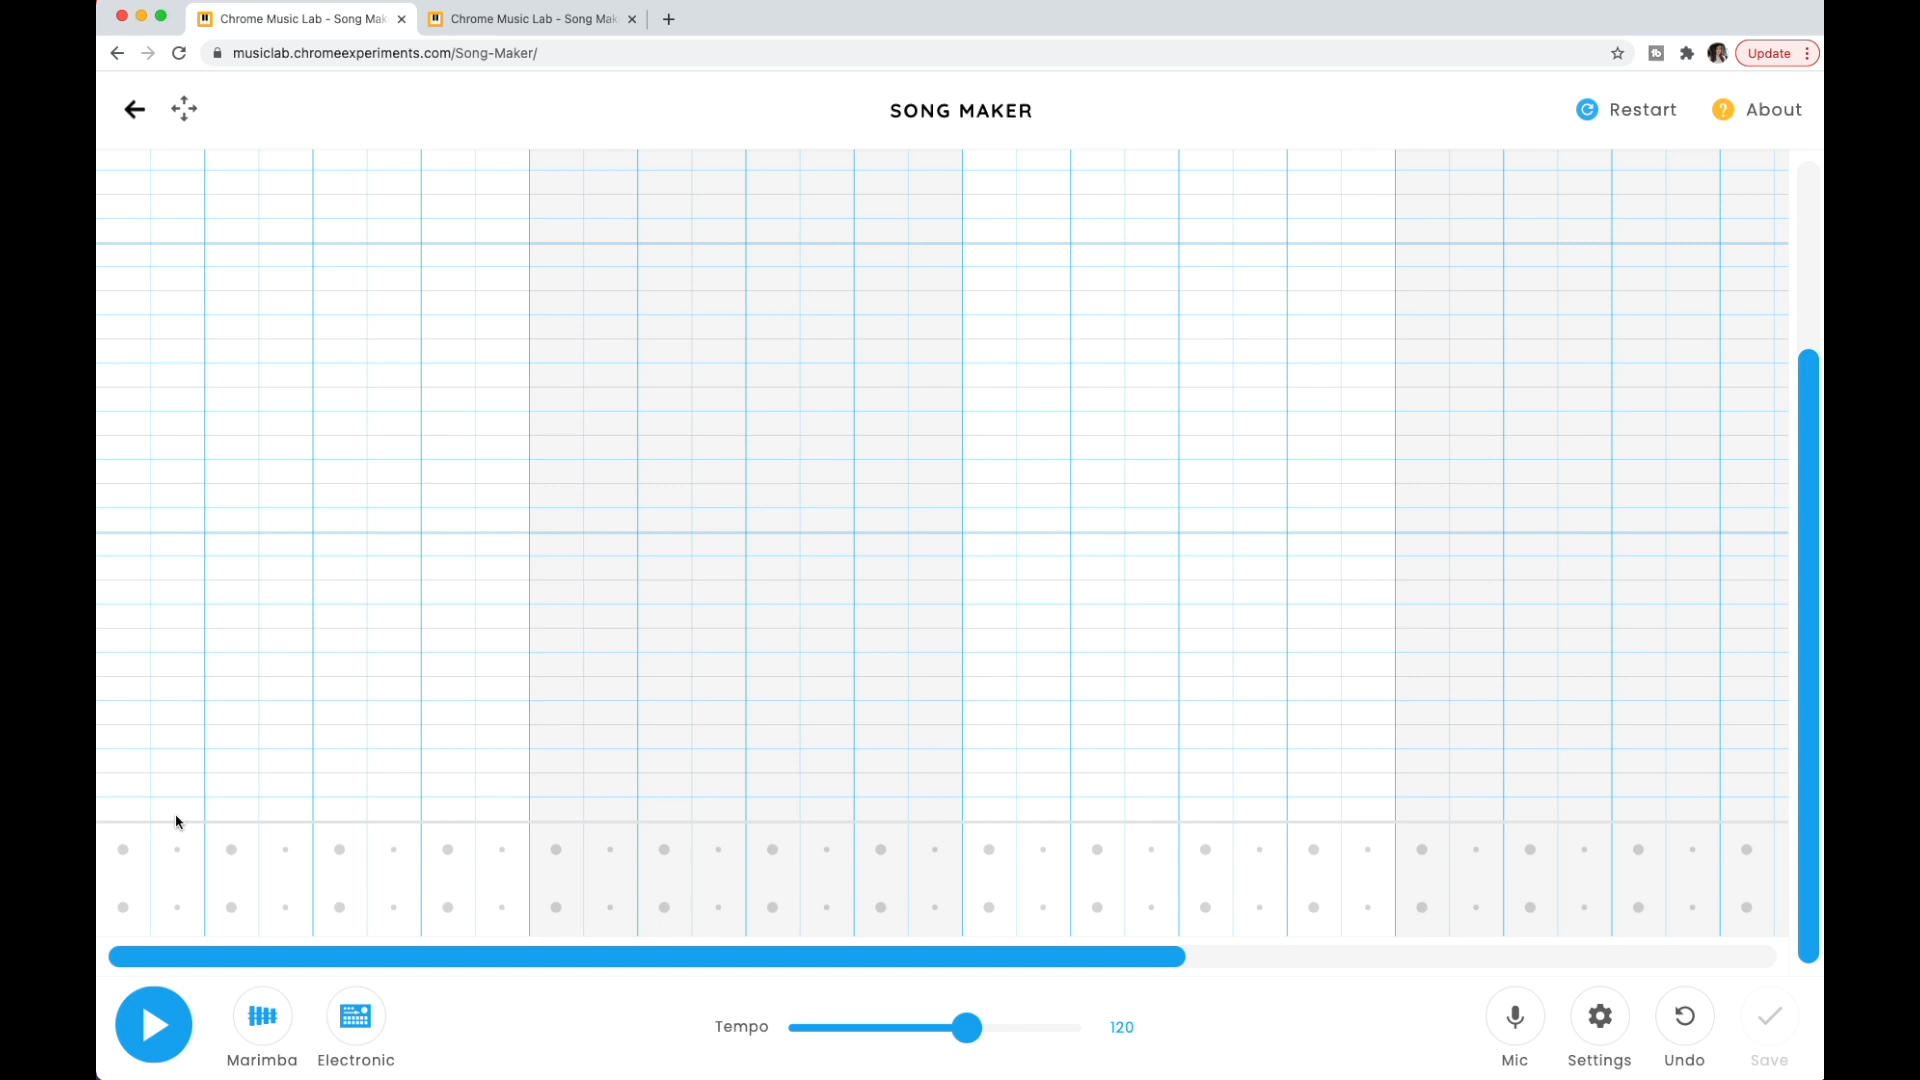 Chrome Music Lab - Song Mak
Chrome Music Lab - Song Mak
musiclab.chromeexperiments.com/Song-Maker/
Update
SONG MAKER
Restart
? About
Tempo
120
Marimba
Electronic
Mic
Settings
Undo
Save